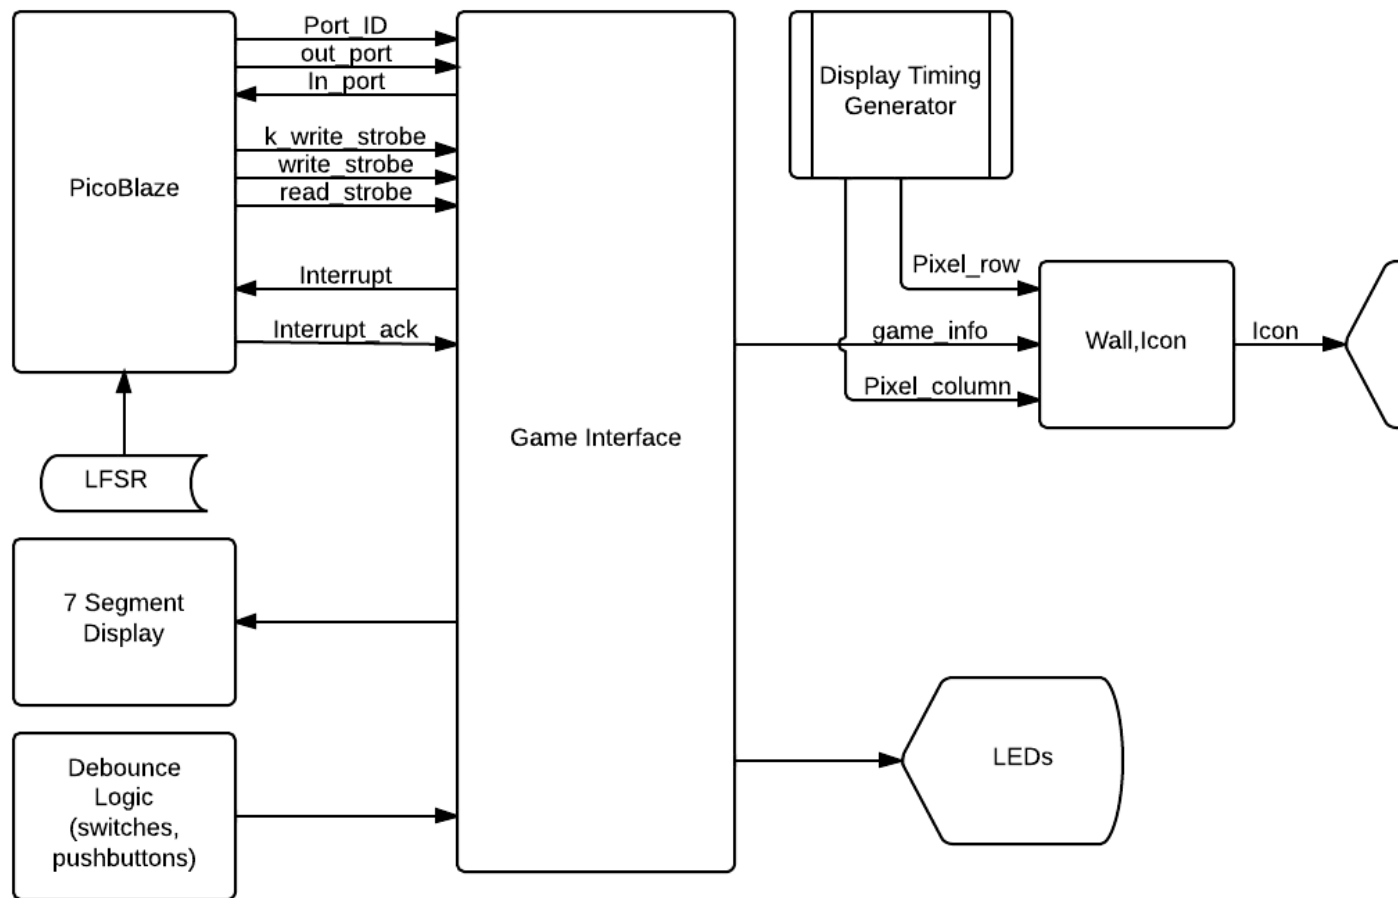 Port_ID
out_port
In_port
k_write_strobe
write_strobe
read_strobe
PicoBlaze
Interrupt
Interrupt_ack
LFSR
7 Segment
Display
Debounce
Logic
(switches,
pushbuttons)
Game Interface
Display Timing
Generator
Pixel_row
game_info
Pixel_column
Wall,Icon
Icon
LEDs